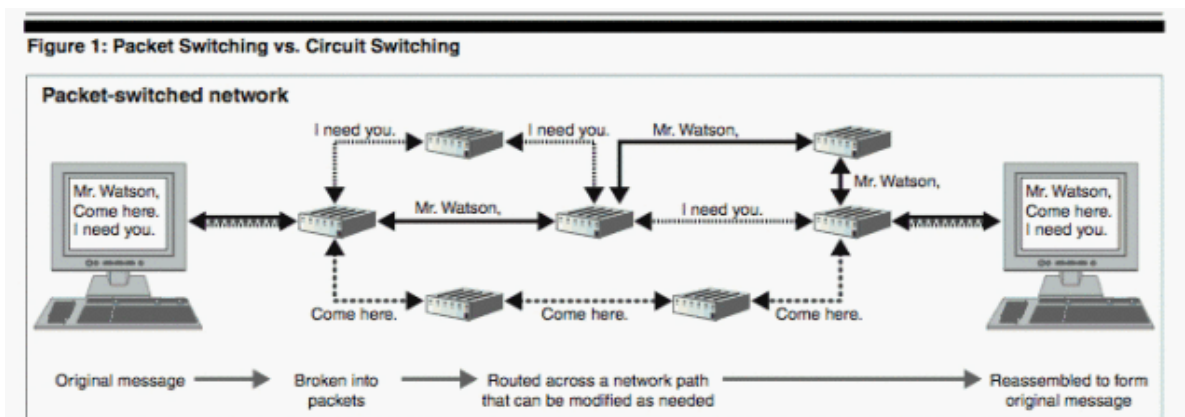 Figure 1: Packet Switching vs. Circuit Switching
Packet-switched network
I need you.
I need you.
Mr. Watson,
Mr. Watson,
Come here.
I need you.
Mr. Watson,
I need you.
Mr. Watson,
Mr. Watson,
Come here.
I need you.
Come here.
Come here.
Come here.
Original message
Broken into
packets
Routed across a network path
that can be modified as needed
Reassembled to form
original message